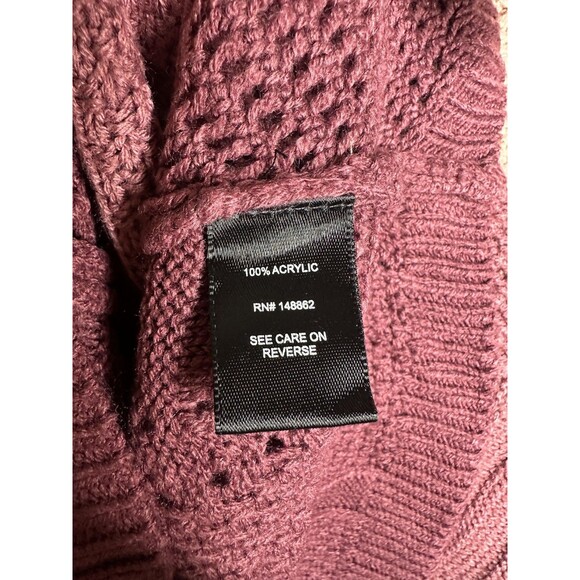 100% ACRYLIC
RN# 148862
SEE CARE ON
REVERSE